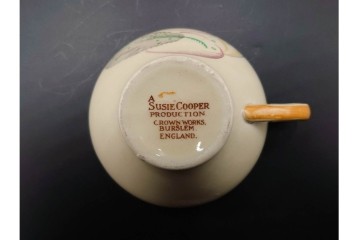 A
SUSIE COOPER
PRODUCTION
CROWN WORKS,
BURSLEM,
ENGLAND.